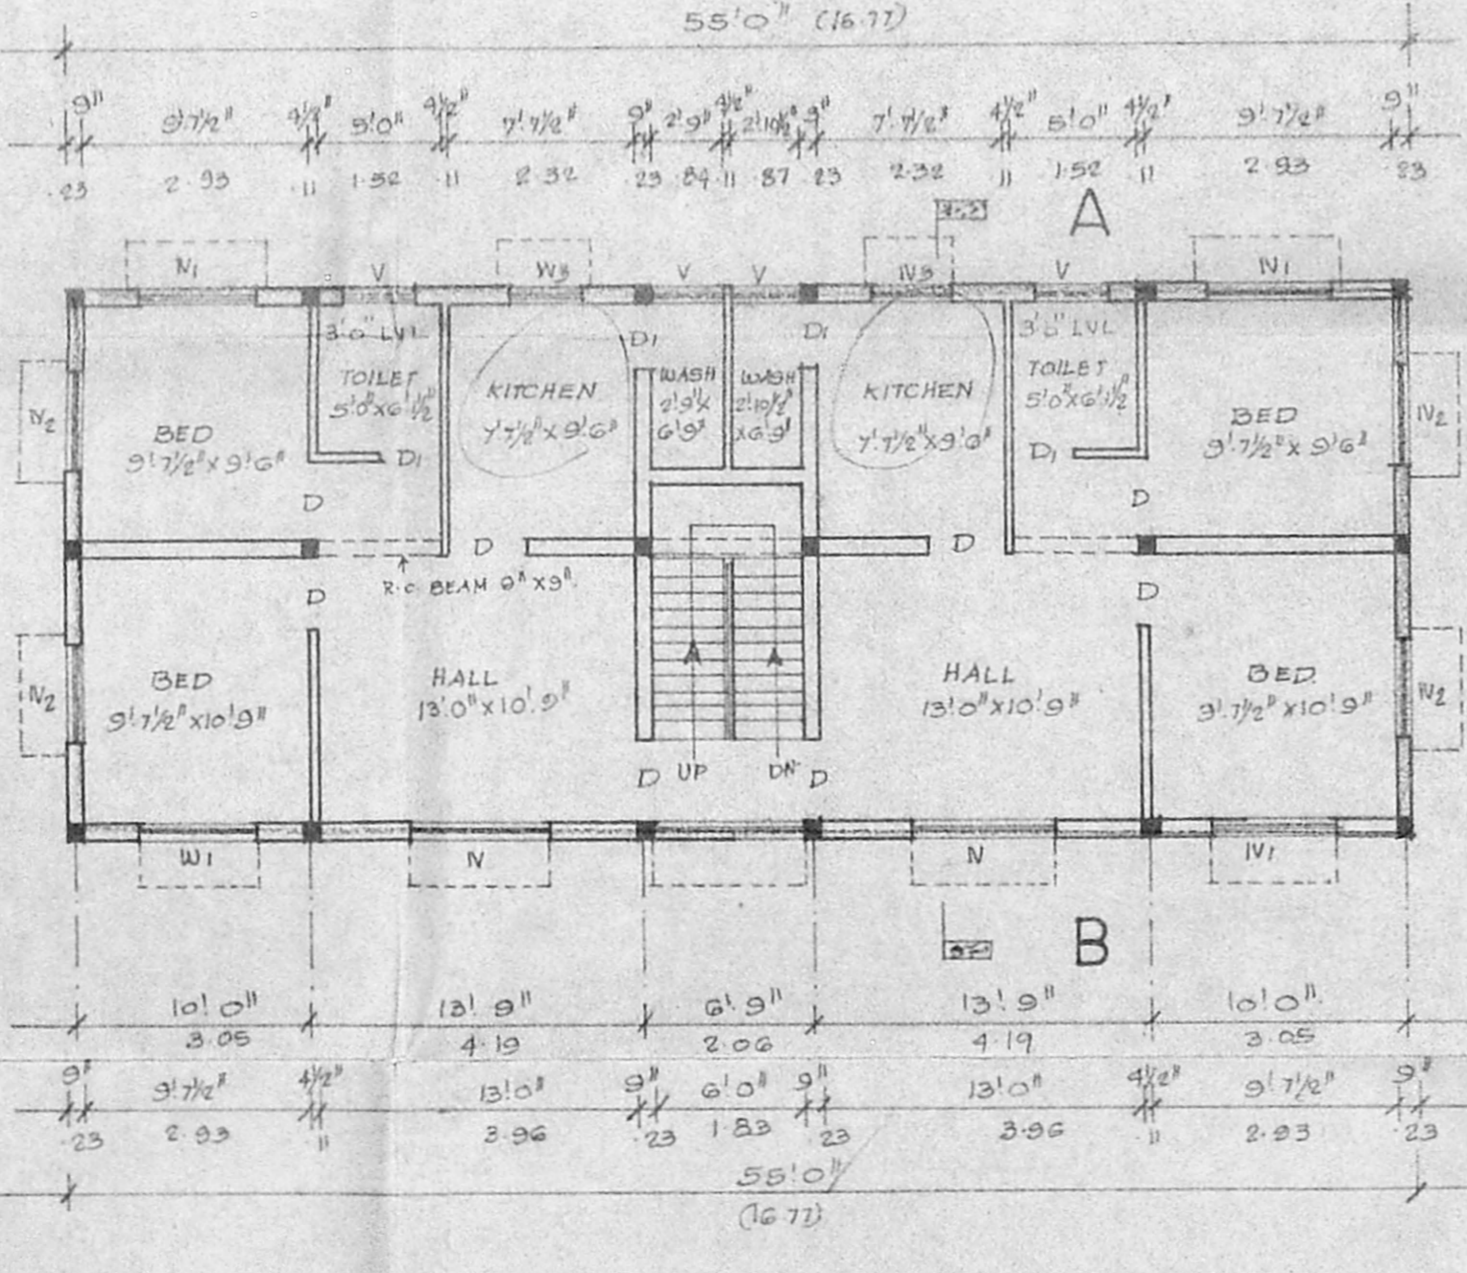 55'0" (16.77)
9" 9'.7½" 4½" 5'0" 4½" 7'.7½" 9" 2'9" 4½" 2'.10½" 9" 7'.7½" 4½" 5'0" 4½" 9'.7½" 9"
.23 2.93 .11 1.52 .11 2.32 .23 .84 .11 .87 .23 2.32 .11 1.52 .11 2.93 .23
A
W1 V W3 V V W3 V W1
3'0" LVL D1 D1 3'0" LVL
TOILET KITCHEN WASH WASH KITCHEN TOILET
5'0"X6'.1½" 7'.7½"X9'.6" 2'.9"X 2'.10½" 7'.7½"X9'.6" 5'0"X6'.1½"
6'9" X6'9"
W2 BED BED W2
9'.7½"X9'6" D1 D1 9'.7½"X9'6"
D D
D D
R.C BEAM 9"X9".
D D
W2 BED HALL HALL BED W2
9'.7½"X10'9" 13'0"X10'.9" 13'0"X10'9" 9'.7½"X10'9"
D UP DN D
W1 W W W1
B
10'.0" 13'.9" 6'.9" 13'9" 10'.0"
3.05 4.19 2.06 4.19 3.05
9" 9'.7½" 4½" 13'0" 9" 6'0" 9" 13'0" 4½" 9'.7½" 9"
.23 2.93 .11 3.96 .23 1.83 .23 3.96 .11 2.93 .23
55'0"
(16.77)